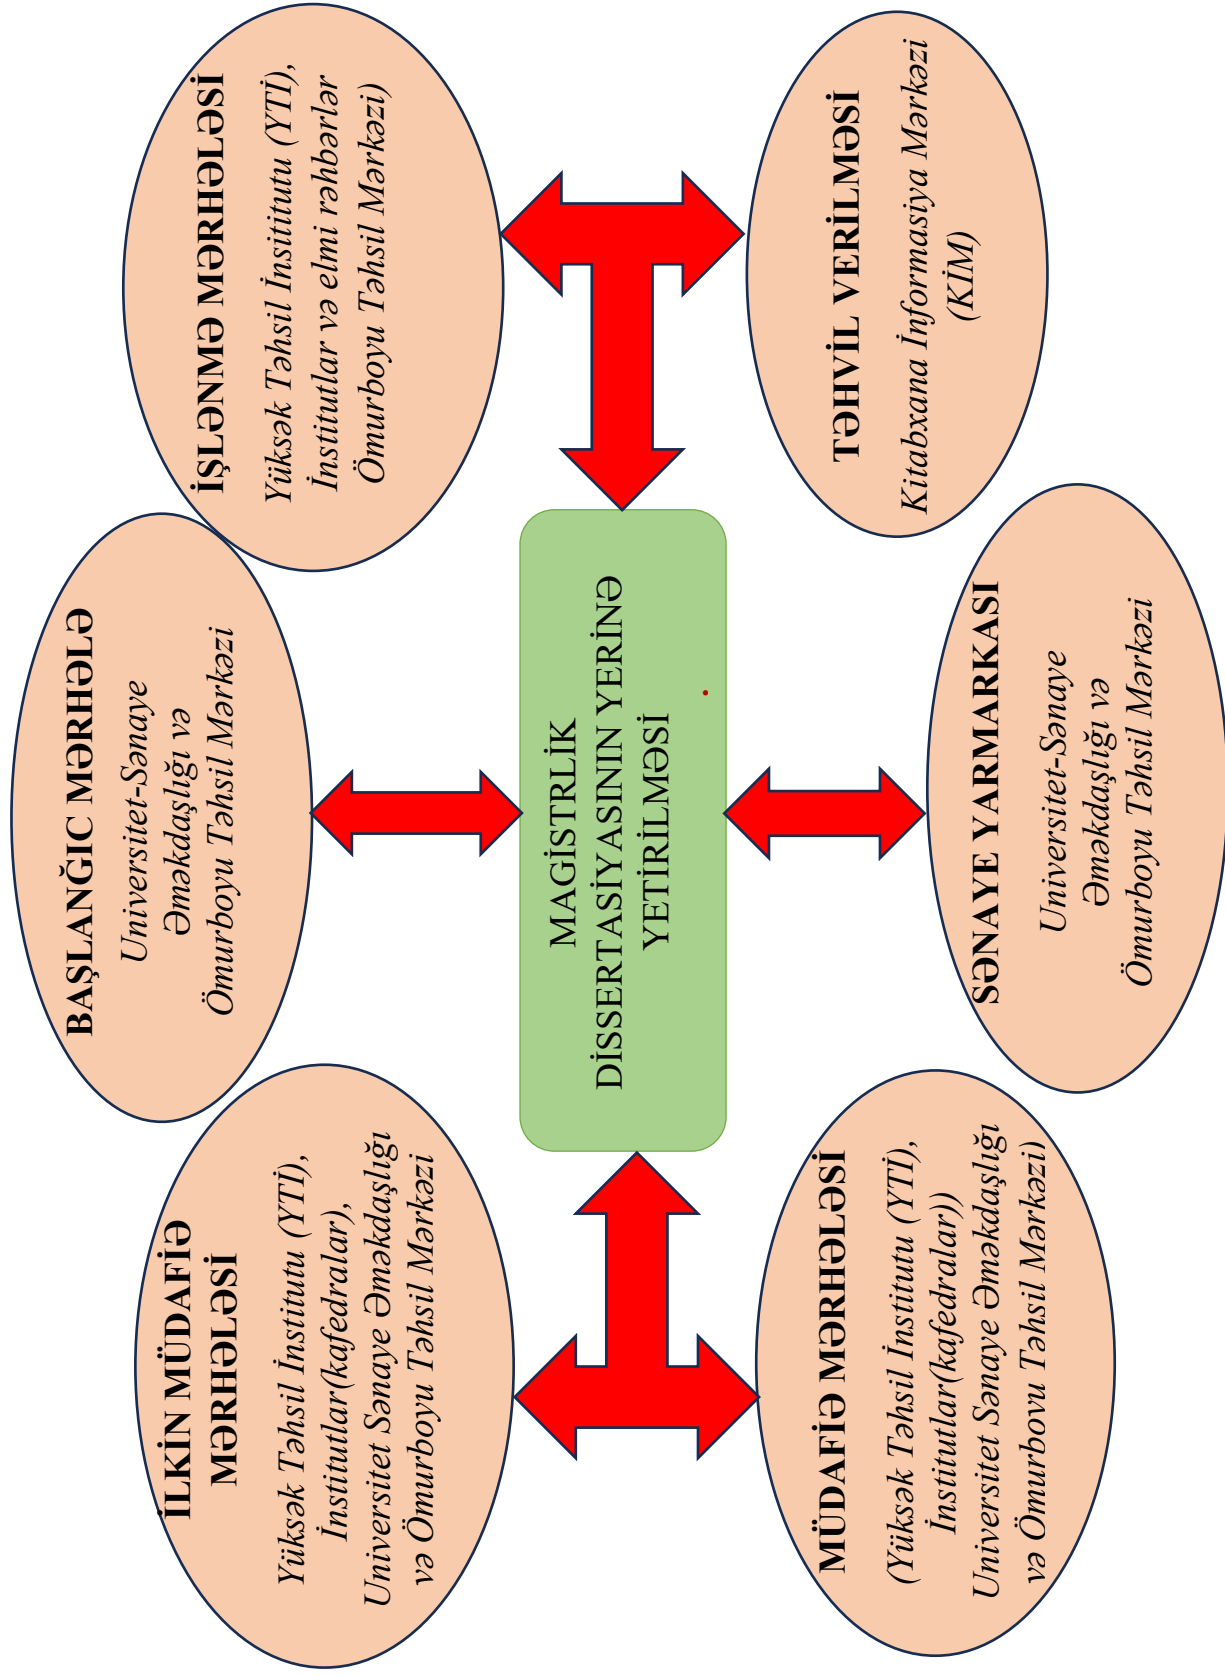 İLKİN MÜDAFİƏ
MƏRHƏLƏSİ
Yüksək Təhsil İnstitutu (YTİ),
İnstitutlar(kafedralar),
Universitet Sənaye Əməkdaşlığı
və Ömurboyu Təhsil Mərkəzi
BAŞLANĞIC MƏRHƏLƏ
Universitet-Sənaye
Əməkdaşlığı və
Ömurboyu Təhsil Mərkəzi
İŞLƏNMƏ MƏRHƏLƏSİ
Yüksək Təhsil İnsititutu (YTİ),
İnstitutlar və elmi rəhbərlər
Ömurboyu Təhsil Mərkəzi)
MAGİSTRLİK
DİSSERTASİYASININ YERİNƏ
YETİRİLMƏSİ
MÜDAFİƏ MƏRHƏLƏSİ
(Yüksək Təhsil İnstitutu (YTİ),
İnstitutlar(kafedralar))
Universitet Sənaye Əməkdaşlığı
və Ömurboyu Təhsil Mərkəzi)
SƏNAYE YARMARKASI
Universitet-Sənaye
Əməkdaşlığı və
Ömurboyu Təhsil Mərkəzi
TƏHVİL VERİLMƏSİ
Kitabxana İnformasiya Mərkəzi
(KİM)